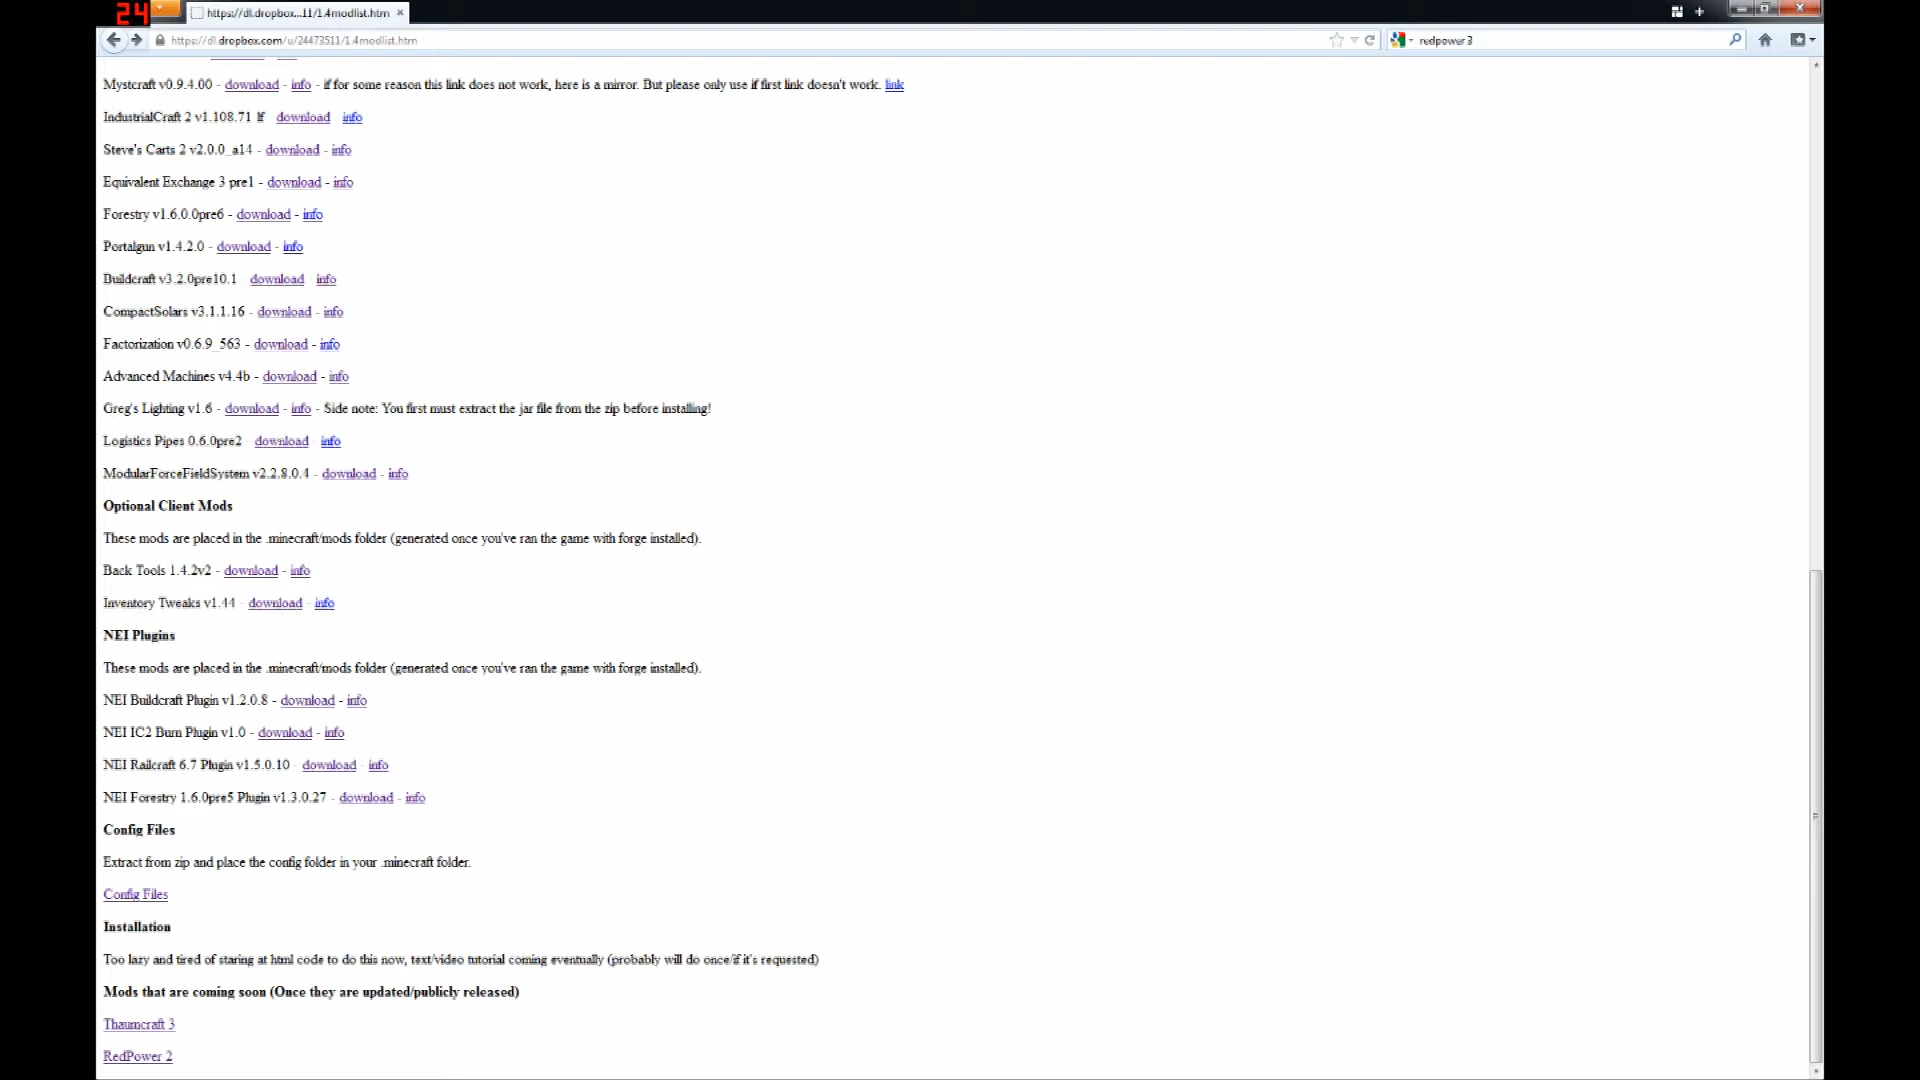 24
https://dl.dropbox...11/1.4modlist.htm
https://dl.dropbox.com/u/24473511/1.4modlist.htm
redpower 3
Mystcraft v0.9.4.00 - download - info - if for some reason this link does not work, here is a mirror. But please only use if first link doesn't work. link
IndustrialCraft 2 v1.108.71 lf download info
Steve's Carts 2 v2.0.0_a14 - download - info
Equivalent Exchange 3 pre1 - download - info
Forestry v1.6.0.0pre6 - download - info
Portalgun v1.4.2.0 - download - info
Buildcraft v3.2.0pre10.1 download info
CompactSolars v3.1.1.16 - download - info
Factorization v0.6.9_563 - download - info
Advanced Machines v4.4b - download - info
Greg's Lighting v1.6 - download - info - Side note: You first must extract the jar file from the zip before installing!
Logistics Pipes 0.6.0pre2 download info
ModularForceFieldSystem v2.2.8.0.4 - download - info
Optional Client Mods
These mods are placed in the .minecraft/mods folder (generated once you've ran the game with forge installed).
Back Tools 1.4.2v2 - download - info
Inventory Tweaks v1.44 - download - info
NEI Plugins
These mods are placed in the .minecraft/mods folder (generated once you've ran the game with forge installed).
NEI Buildcraft Plugin v1.2.0.8 - download - info
NEI IC2 Burn Plugin v1.0 - download - info
NEI Railcraft 6.7 Plugin v1.5.0.10 - download - info
NEI Forestry 1.6.0pre5 Plugin v1.3.0.27 - download - info
Config Files
Extract from zip and place the config folder in your .minecraft folder.
Config Files
Installation
Too lazy and tired of staring at html code to do this now, text/video tutorial coming eventually (probably will do once/if it's requested)
Mods that are coming soon (Once they are updated/publicly released)
Thaumcraft 3
RedPower 2